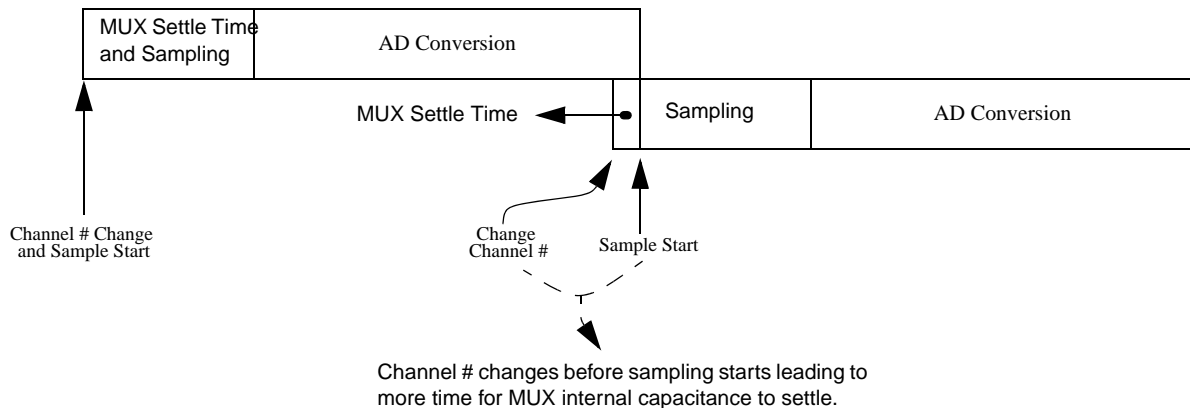 MUX Settle Time
and Sampling
AD Conversion
MUX Settle Time
Sampling
AD Conversion
Channel # Change
and Sample Start
Change
Channel #
Sample Start
Channel # changes before sampling starts leading to
more time for MUX internal capacitance to settle.